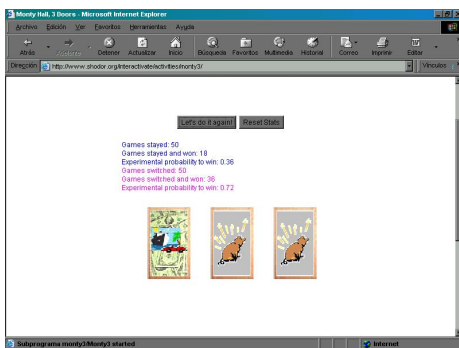 Monty Hall, 3 Doors - Microsoft Internet Explorer
Archivo Edición Ver Favoritos Herramientas Ayuda
Atrás Adelante Detener Actualizar Inicio Búsqueda Favoritos Multimedia Historial Correo Imprimir Editar
Dirección http://www.shodor.org/interactivate/activities/monty3/ Vínculos
Let's do it again! Reset Stats
Games stayed: 50
Games stayed and won: 18
Experimental probability to win: 0.36
Games switched: 50
Games switched and won: 36
Experimental probability to win: 0.72
Subprograma monty3/Monty3 started Internet